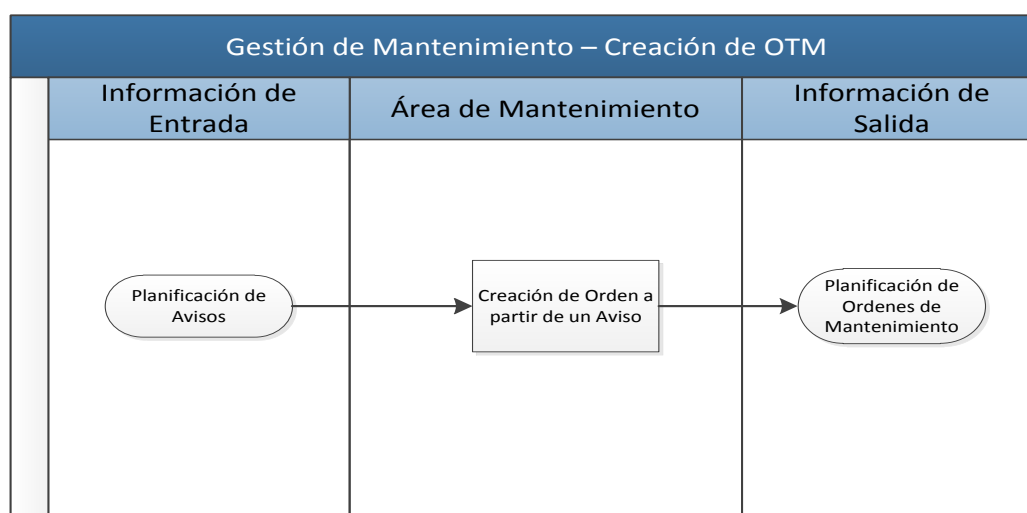 Gestión de Mantenimiento – Creación de OTM
Información de
Entrada
Área de Mantenimiento
Información de
Salida
Planificación de
Avisos
Creación de Orden a
partir de un Aviso
Planificación de
Ordenes de
Mantenimiento